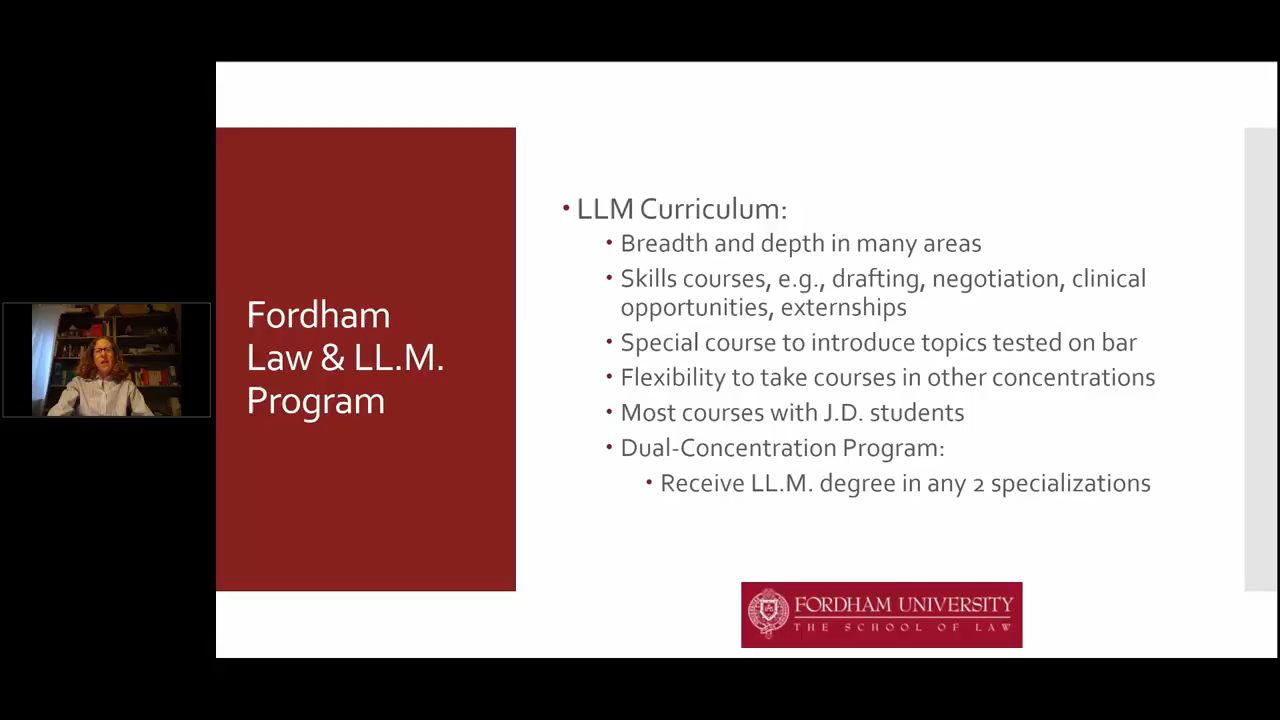 Fordham
Law & LL.M.
Program
• LLM Curriculum:
• Breadth and depth in many areas
• Skills courses, e.g., drafting, negotiation, clinical
opportunities, externships
• Special course to introduce topics tested on bar
• Flexibility to take courses in other concentrations
• Most courses with J.D. students
• Dual-Concentration Program:
• Receive LL.M. degree in any 2 specializations
FORDHAM UNIVERSITY
THE SCHOOL OF LAW